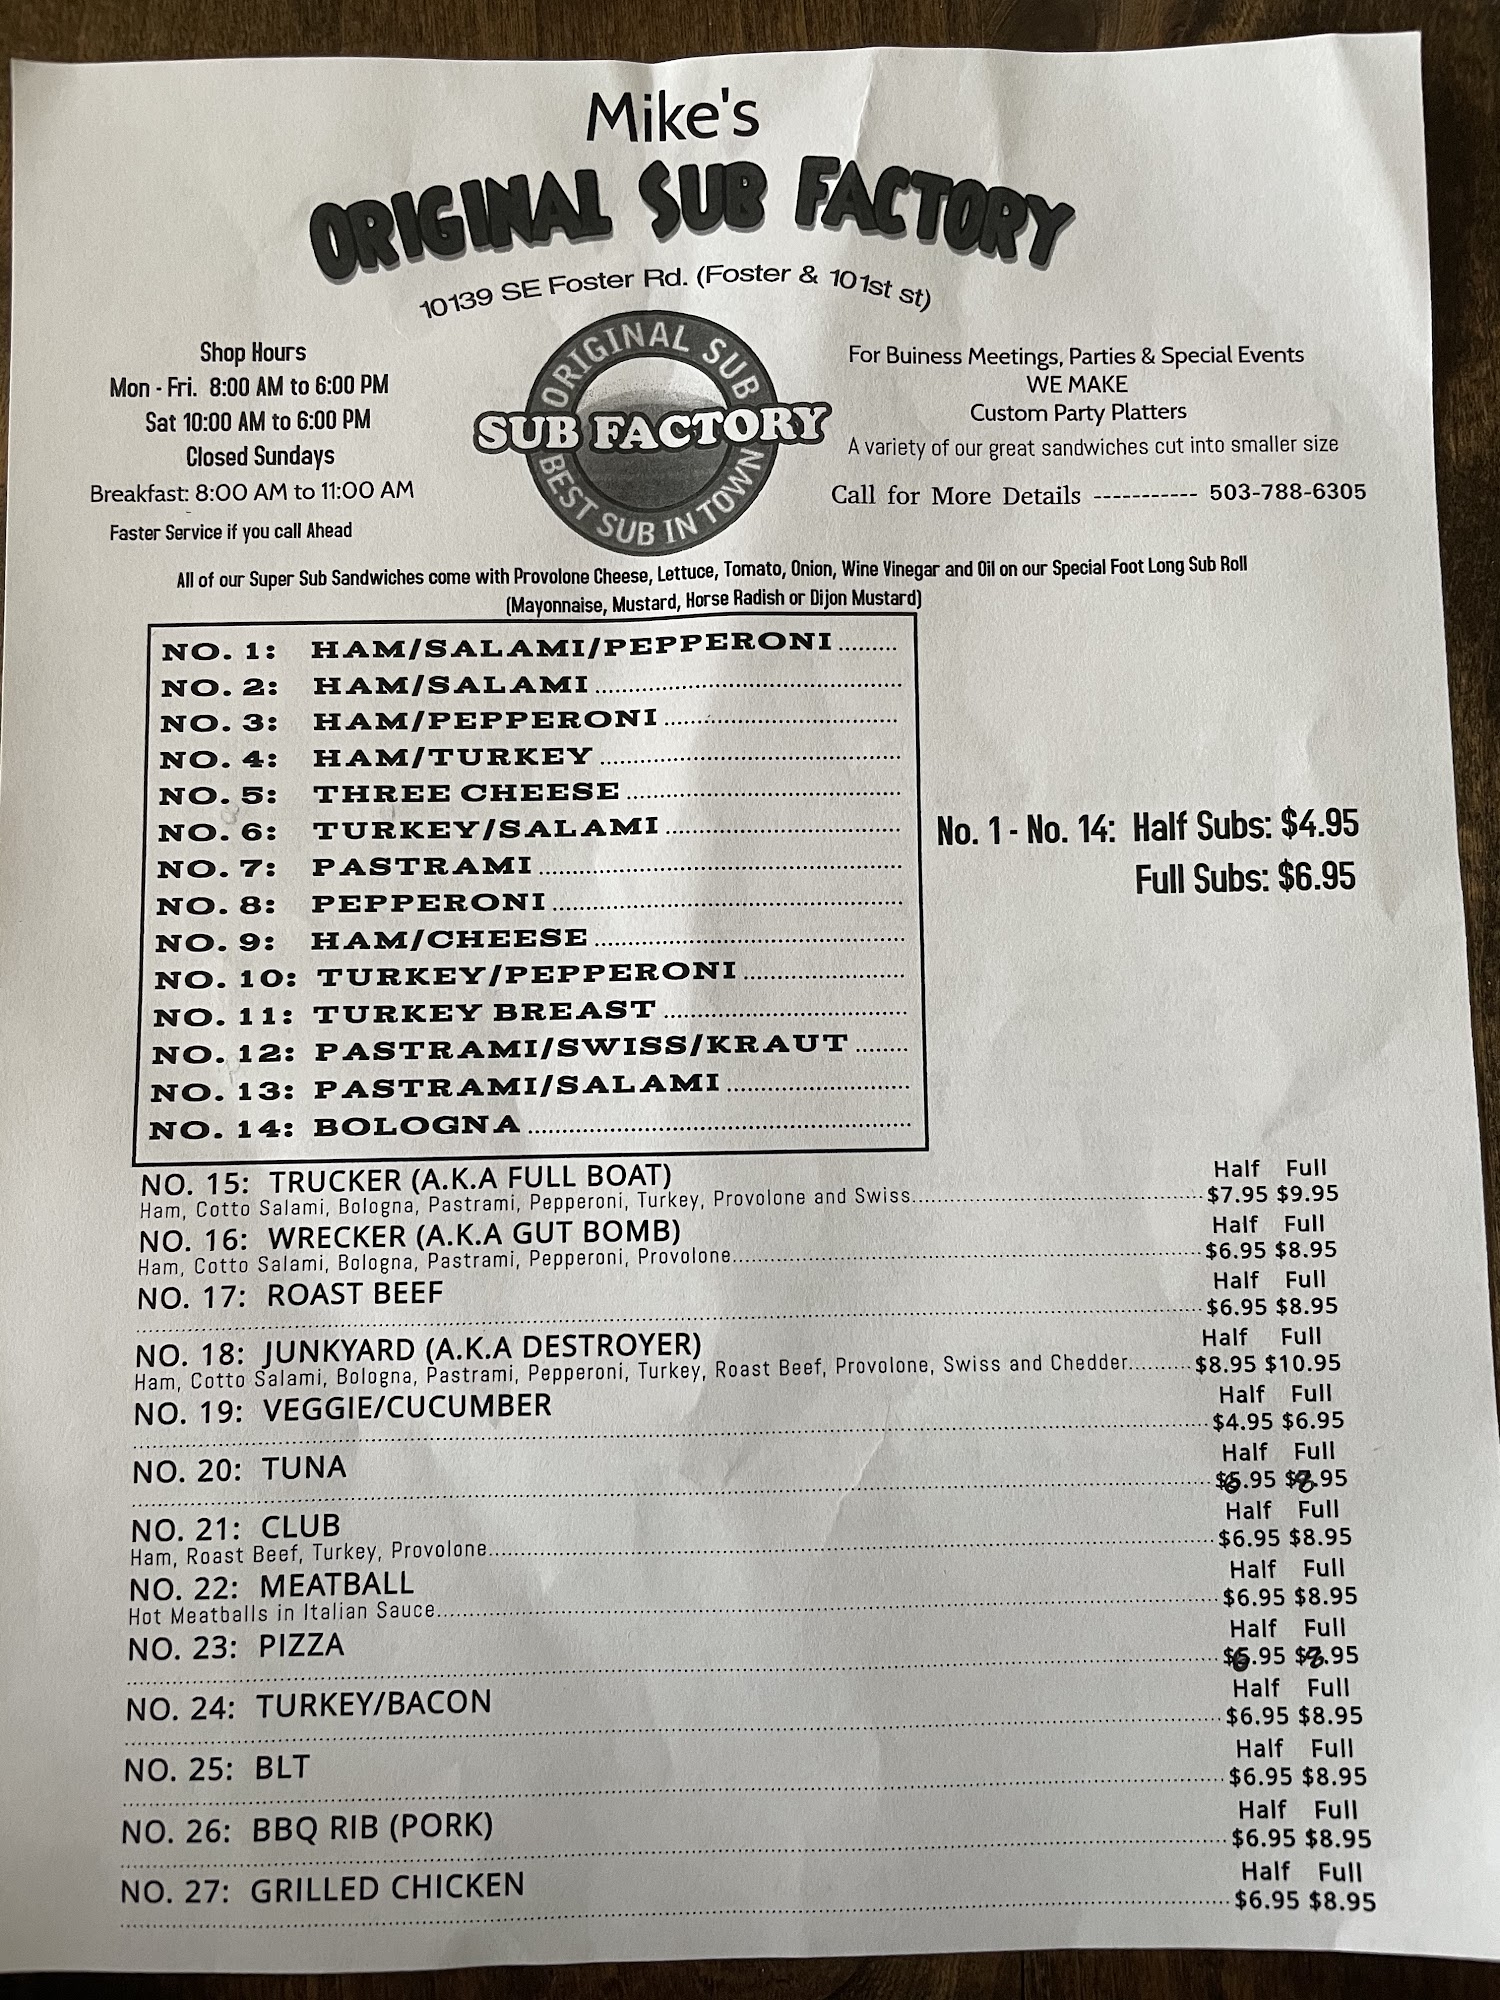 Mike's
ORIGINAL SUB FACTORY
10139 SE Foster Rd. (Foster & 101st st)
Shop Hours
Mon - Fri. 8:00 AM to 6:00 PM
Sat 10:00 AM to 6:00 PM
Closed Sundays
Breakfast: 8:00 AM to 11:00 AM
Faster Service if you call Ahead
ORIGINAL SUB
SUB FACTORY
BEST SUB IN TOWN
For Buiness Meetings, Parties & Special Events
WE MAKE
Custom Party Platters
A variety of our great sandwiches cut into smaller size
Call for More Details ----------- 503-788-6305
All of our Super Sub Sandwiches come with Provolone Cheese, Lettuce, Tomato, Onion, Wine Vinegar and Oil on our Special Foot Long Sub Roll
(Mayonnaise, Mustard, Horse Radish or Dijon Mustard)
NO. 1: HAM/SALAMI/PEPPERONI
NO. 2: HAM/SALAMI
NO. 3: HAM/PEPPERONI
NO. 4: HAM/TURKEY
NO. 5: THREE CHEESE
NO. 6: TURKEY/SALAMI
NO. 7: PASTRAMI
NO. 8: PEPPERONI
NO. 9: HAM/CHEESE
NO. 10: TURKEY/PEPPERONI
NO. 11: TURKEY BREAST
NO. 12: PASTRAMI/SWISS/KRAUT
NO. 13: PASTRAMI/SALAMI
NO. 14: BOLOGNA
No. 1 - No. 14: Half Subs: $4.95
Full Subs: $6.95
NO. 15: TRUCKER (A.K.A FULL BOAT) Half Full
Ham, Cotto Salami, Bologna, Pastrami, Pepperoni, Turkey, Provolone and Swiss $7.95 $9.95
NO. 16: WRECKER (A.K.A GUT BOMB) Half Full
Ham, Cotto Salami, Bologna, Pastrami, Pepperoni, Provolone $6.95 $8.95
NO. 17: ROAST BEEF Half Full
$6.95 $8.95
NO. 18: JUNKYARD (A.K.A DESTROYER) Half Full
Ham, Cotto Salami, Bologna, Pastrami, Pepperoni, Turkey, Roast Beef, Provolone, Swiss and Chedder $8.95 $10.95
NO. 19: VEGGIE/CUCUMBER Half Full
$4.95 $6.95
NO. 20: TUNA Half Full
$6.95 $8.95
NO. 21: CLUB Half Full
Ham, Roast Beef, Turkey, Provolone $6.95 $8.95
NO. 22: MEATBALL Half Full
Hot Meatballs in Italian Sauce $6.95 $8.95
NO. 23: PIZZA Half Full
$6.95 $8.95
NO. 24: TURKEY/BACON Half Full
$6.95 $8.95
NO. 25: BLT Half Full
$6.95 $8.95
NO. 26: BBQ RIB (PORK) Half Full
$6.95 $8.95
NO. 27: GRILLED CHICKEN Half Full
$6.95 $8.95